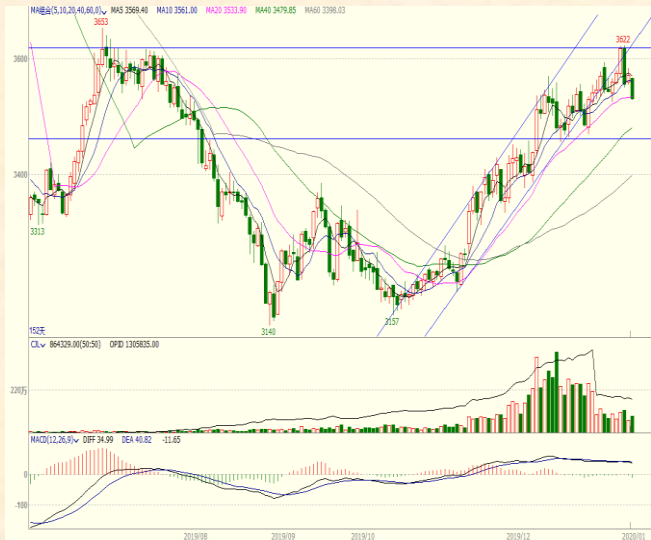 MA组合(5,10,20,40,60,0) MA5 3569.40 MA10 3561.00 MA20 3533.90 MA40 3479.85 MA60 3398.03
3653
3622
3600
3400
3313
3157
3140
152天
CJL 864329.00(50:50) OPID 1305835.00
220万
MACD(12,26,9) DIFF 34.99 DEA 40.82 -11.65
0
-100
2019/08 2019/09 2019/10 2019/12 2020/01